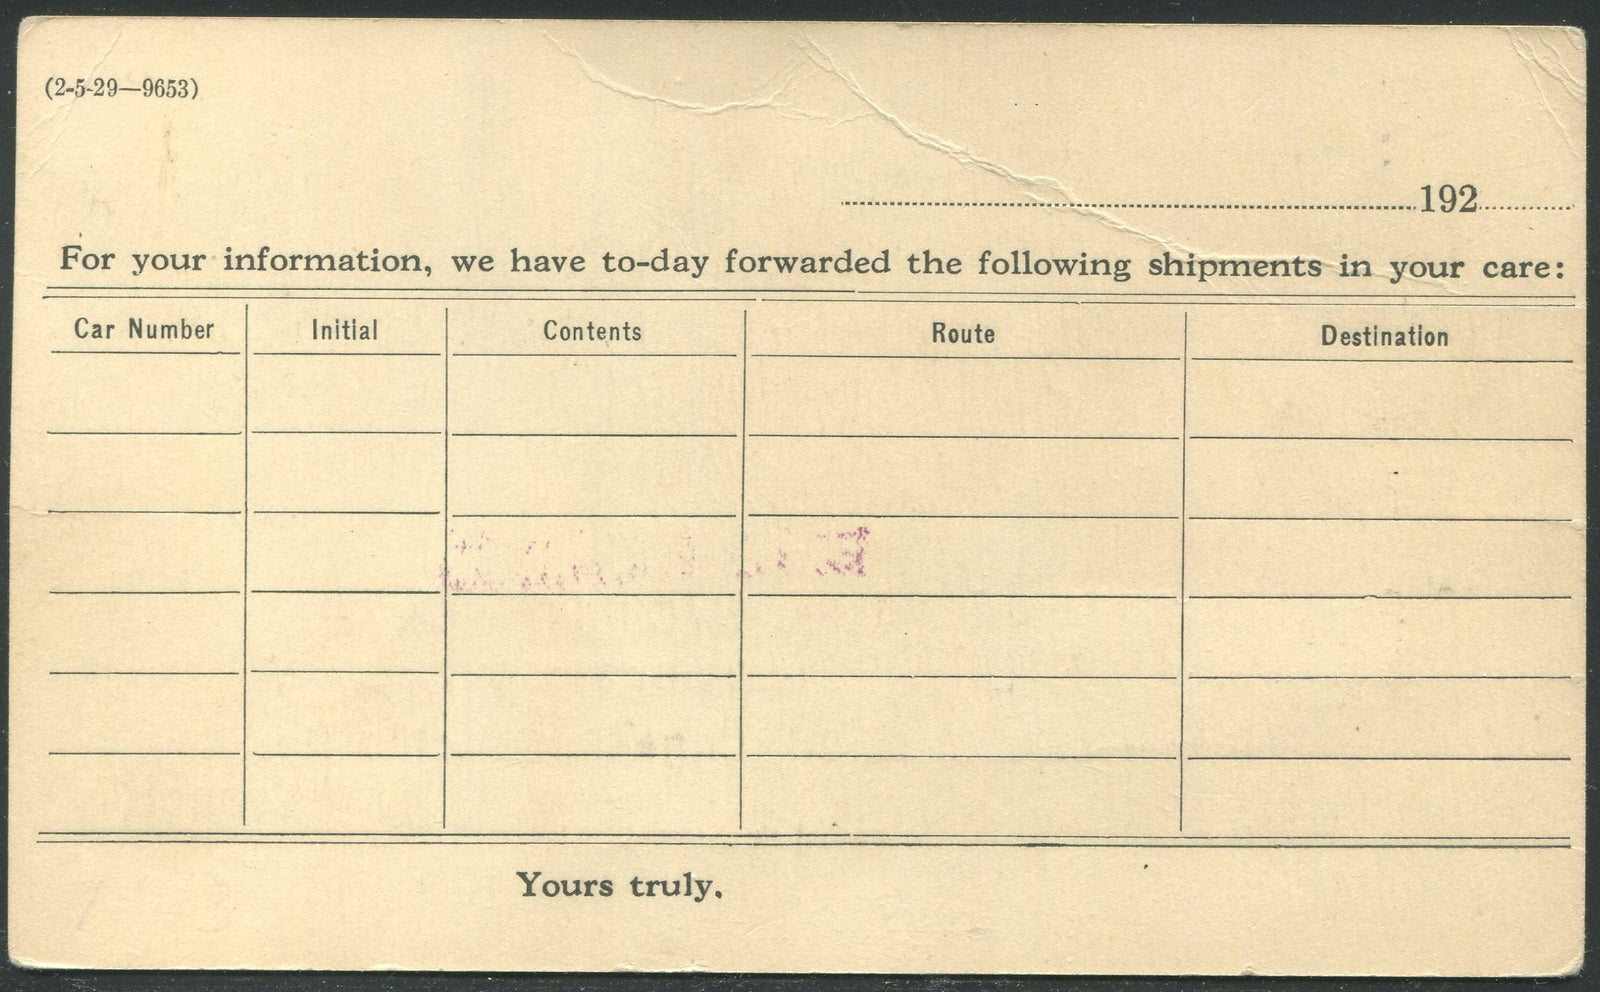 (2-5-29—9653)
192
For your information, we have to-day forwarded the following shipments in your care:
Car Number Initial Contents Route Destination
Yours truly,